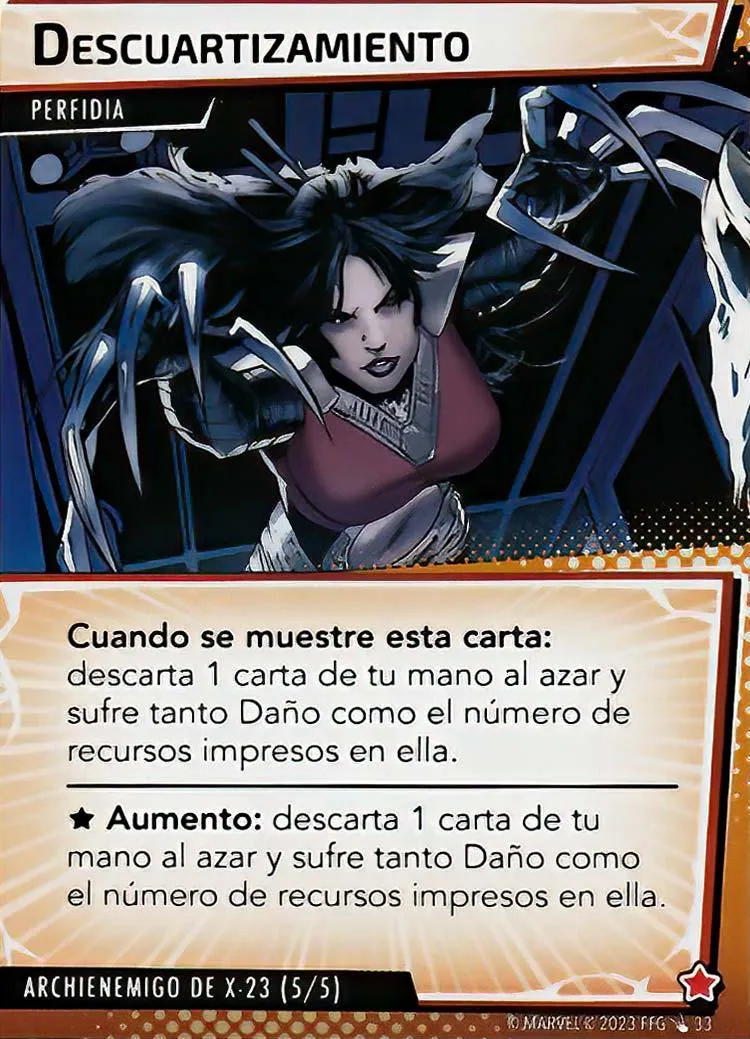 DESCUARTIZAMIENTO
PERFIDIA
Cuando se muestre esta carta:
descarta 1 carta de tu mano al azar y
sufre tanto Daño como el número de
recursos impresos en ella.
★ Aumento: descarta 1 carta de tu
mano al azar y sufre tanto Daño como
el número de recursos impresos en ella.
ARCHIENEMIGO DE X-23 (5/5)
© MARVEL © 2023 FFG 33